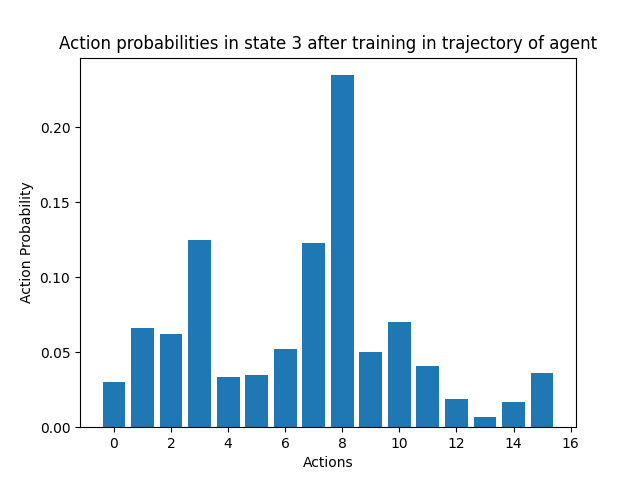 Action probabilities in state 3 after training in trajectory of agent
Action Probability
0.20
0.15
0.10
0.05
0.00
0 2 4 6 8 10 12 14 16
Actions